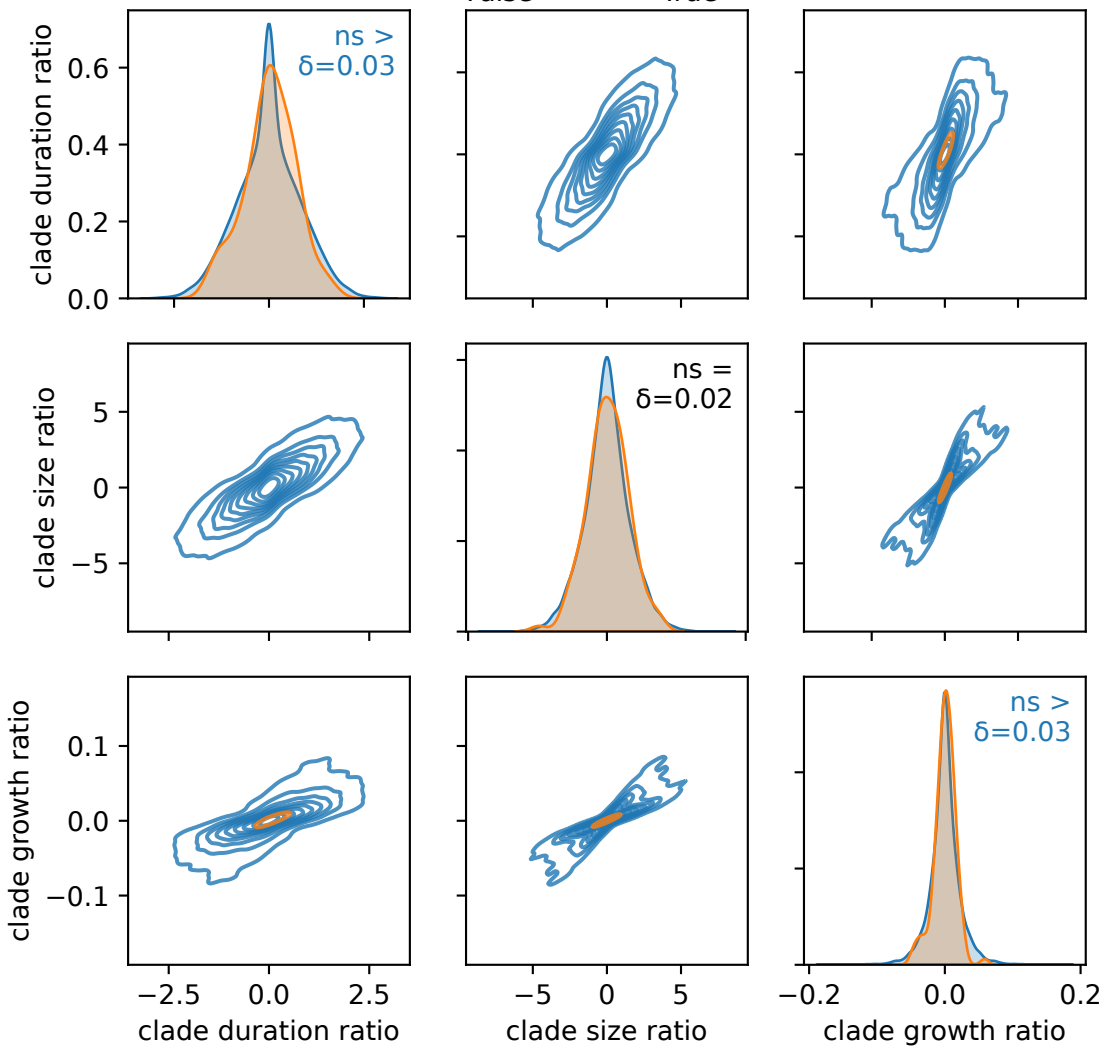 clade duration ratio
0.6
0.4
0.2
0.0
ns >
δ=0.03
clade size ratio
5
0
−5
ns =
δ=0.02
clade growth ratio
0.1
0.0
−0.1
ns >
δ=0.03
−2.5 0.0 2.5
clade duration ratio
−5 0 5
clade size ratio
−0.2 0.0 0.2
clade growth ratio